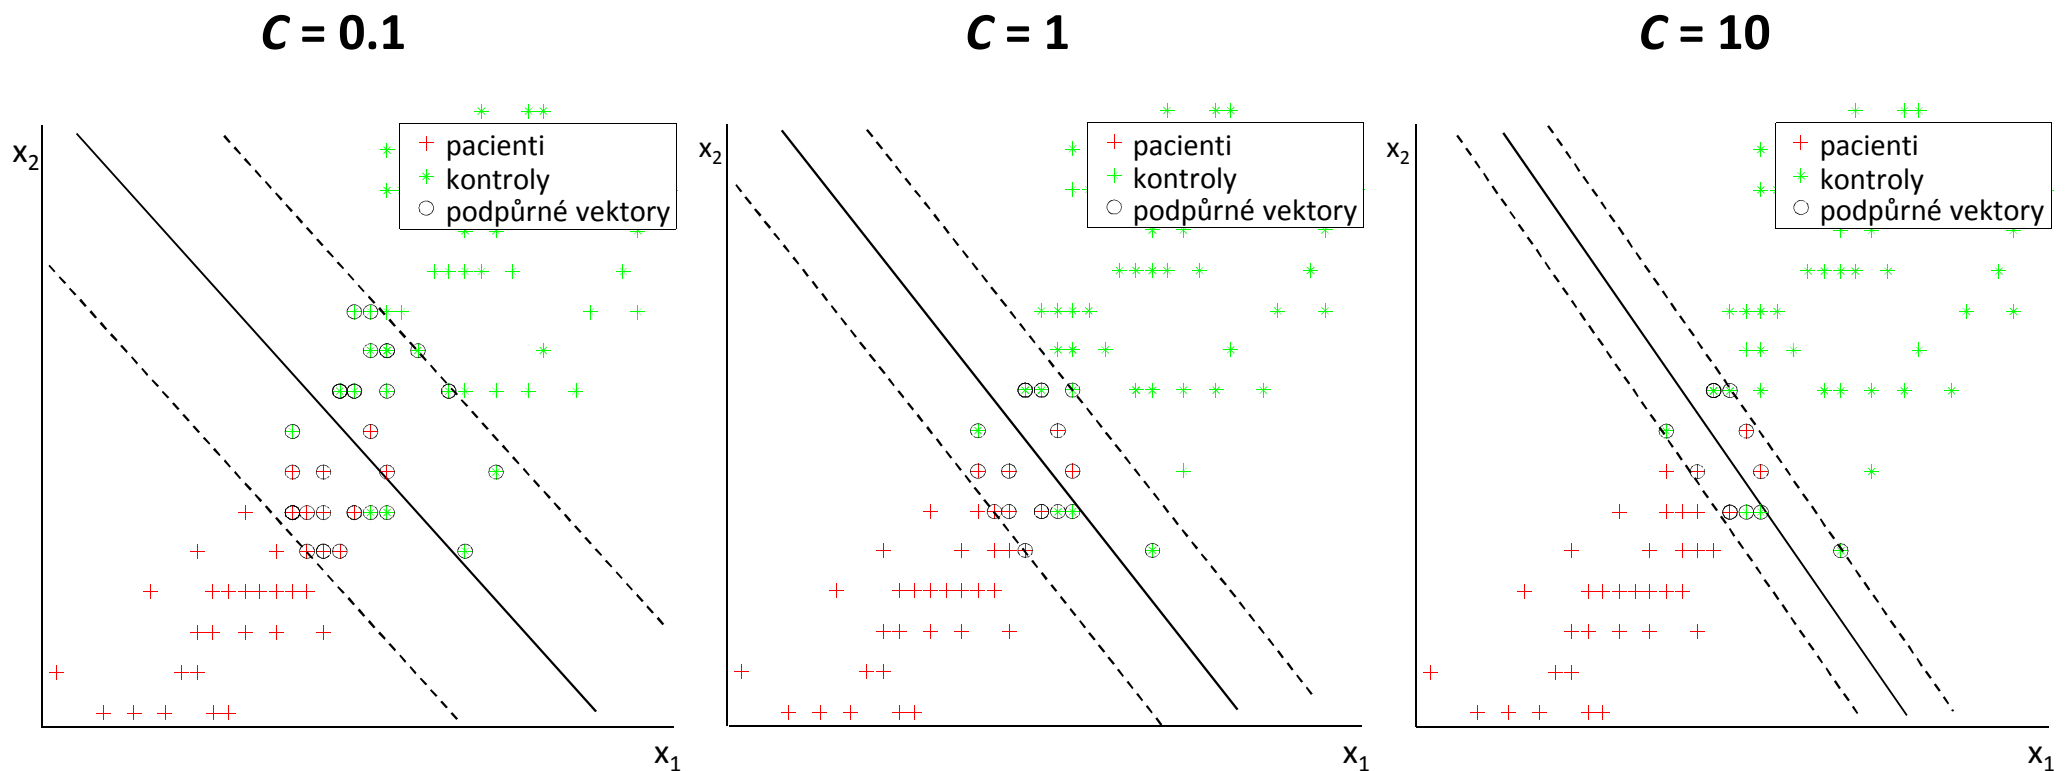 C = 0.1
x2
pacienti
kontroly
podpůrné vektory
x1
C = 1
x2
pacienti
kontroly
podpůrné vektory
x1
C = 10
x2
pacienti
kontroly
podpůrné vektory
x1